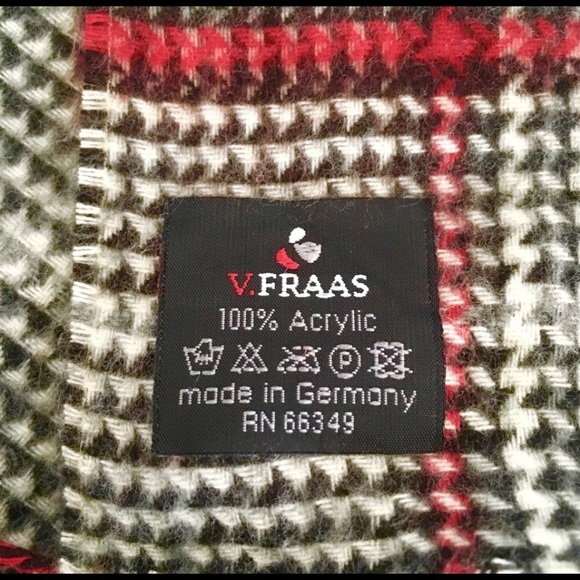 V.FRAAS
100% Acrylic
P
made in Germany
RN 66349